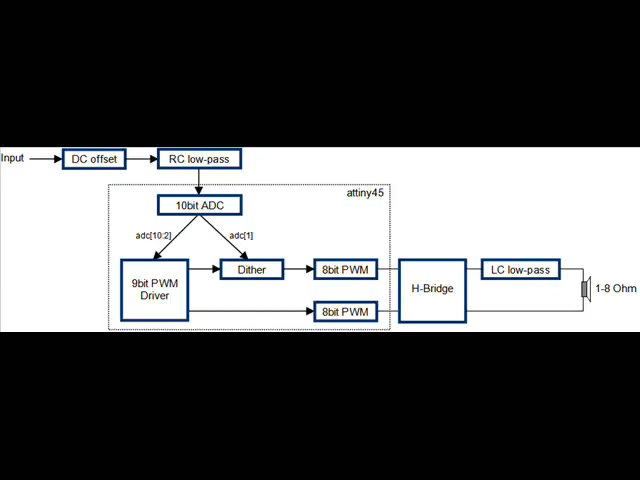 Input
DC offset
RC low-pass
attiny45
10bit ADC
adc[10:2]
adc[1]
9bit PWM
Driver
Dither
8bit PWM
8bit PWM
H-Bridge
LC low-pass
1-8 Ohm